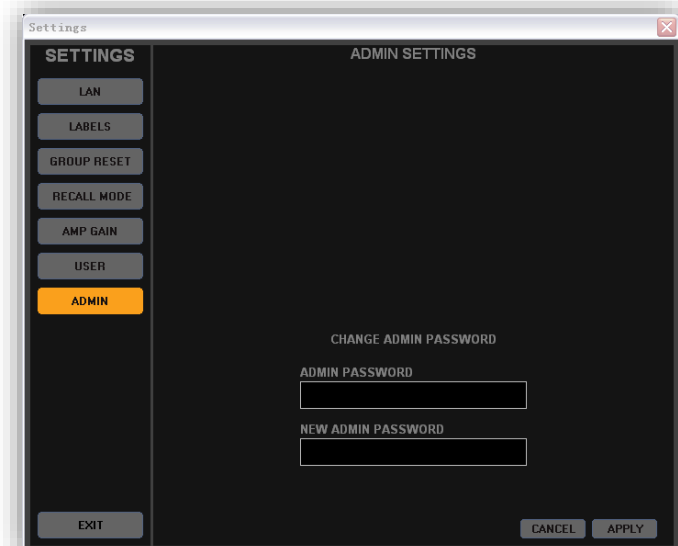 Settings
SETTINGS
LAN
LABELS
GROUP RESET
RECALL MODE
AMP GAIN
USER
ADMIN
EXIT
ADMIN SETTINGS
CHANGE ADMIN PASSWORD
ADMIN PASSWORD
NEW ADMIN PASSWORD
CANCEL
APPLY